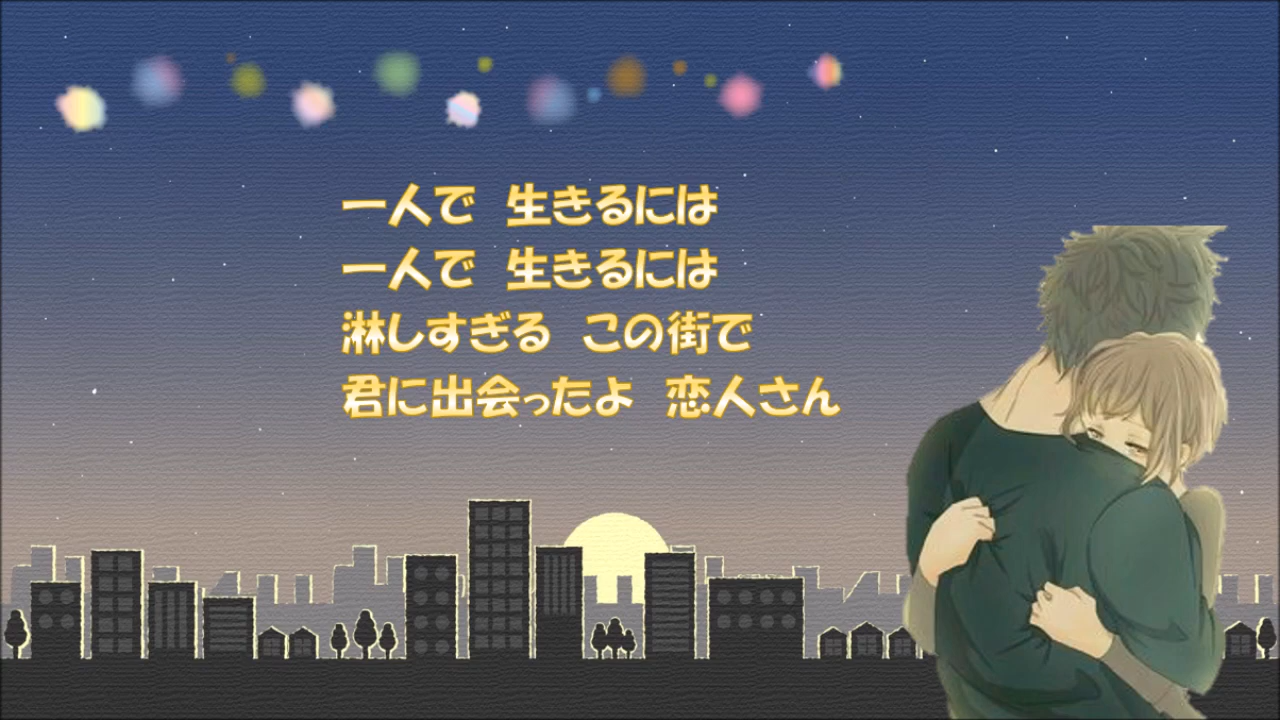 一人で 生きるには
一人で 生きるには
淋しすぎる この街で
君に出会ったよ 恋人さん